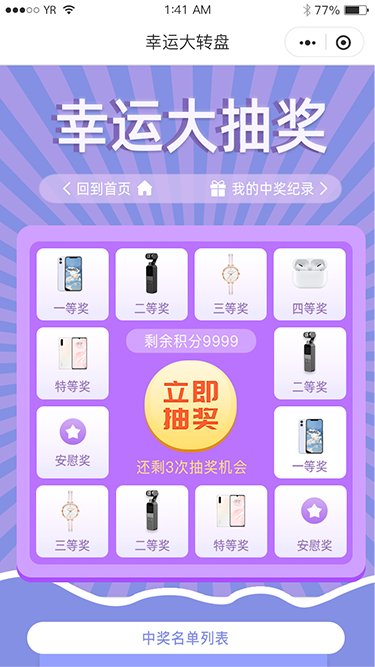 YR
1:41 AM
77%
幸运大转盘
幸运大抽奖
回到首页
我的中奖纪录
一等奖
二等奖
三等奖
四等奖
特等奖
剩余积分9999
二等奖
立即
抽奖
安慰奖
一等奖
还剩3次抽奖机会
三等奖
二等奖
特等奖
安慰奖
中奖名单列表